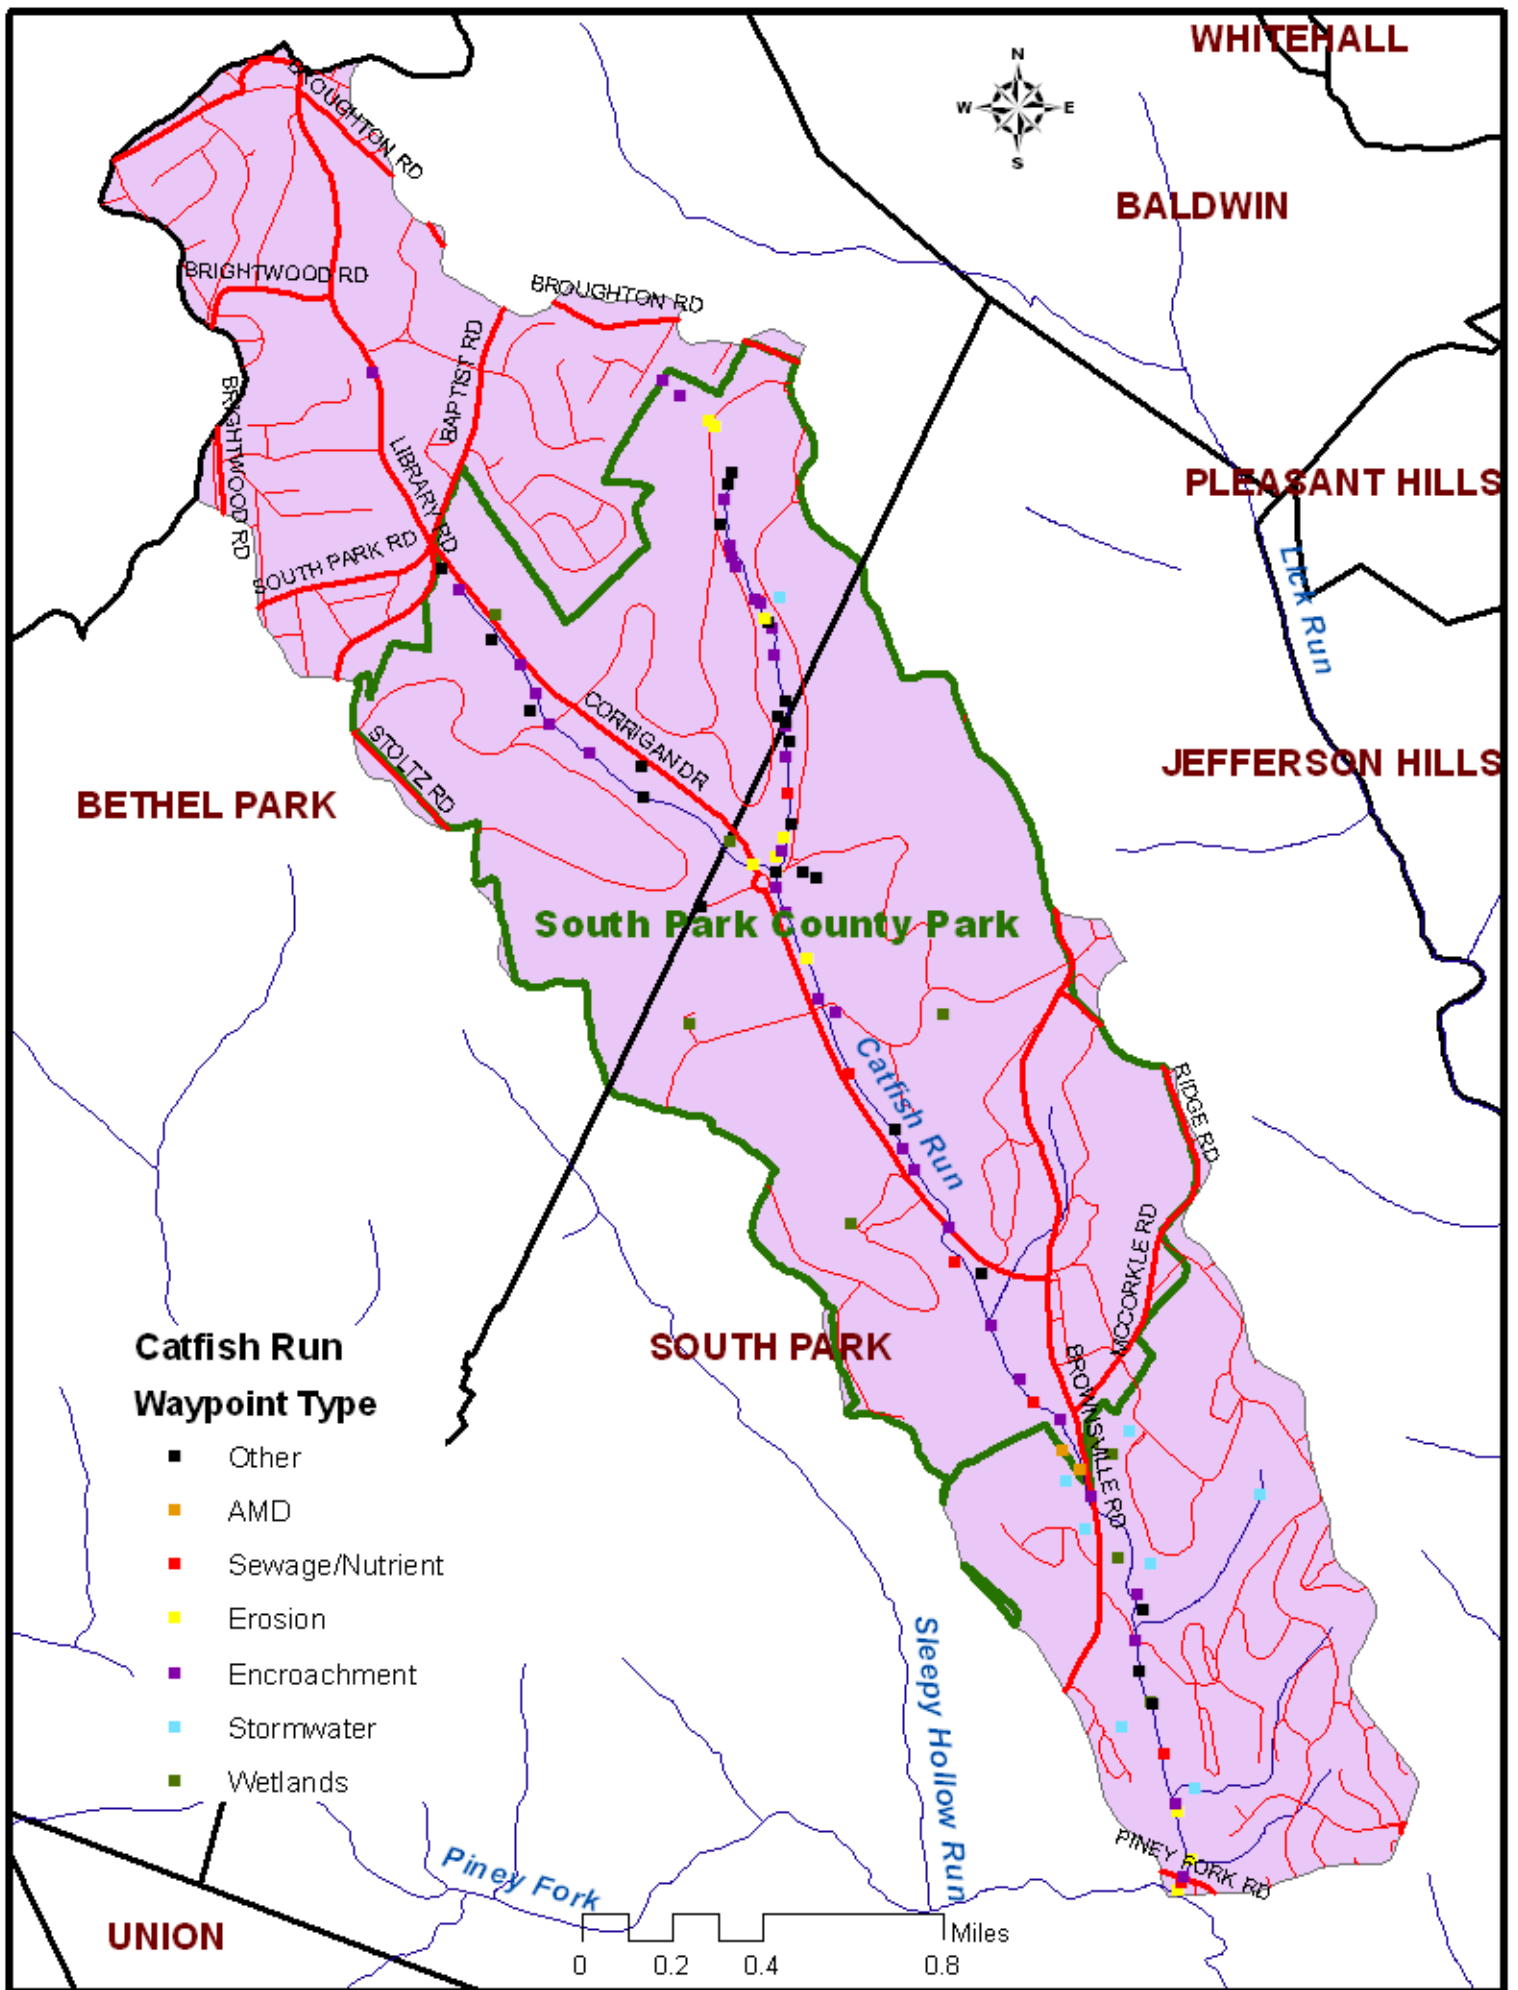 WHITEHALL
N
W
E
S
BROUGHTON RD
BALDWIN
BRIGHTWOOD RD
BROUGHTON RD
BAPTIST RD
BRIGHTWOOD RD
LIBRARY RD
PLEASANT HILLS
SOUTH PARK RD
Lick Run
CORRIGAN DR
STOLTZ RD
JEFFERSON HILLS
BETHEL PARK
South Park County Park
Catfish Run
RIDGE RD
MCCORKLE RD
SOUTH PARK
BROWNSVILLE RD
Catfish Run
Waypoint Type
Other
AMD
Sewage/Nutrient
Erosion
Encroachment
Stormwater
Wetlands
Sleepy Hollow Run
Piney Fork
PINEY FORK RD
UNION
Miles
0
0.2
0.4
0.8